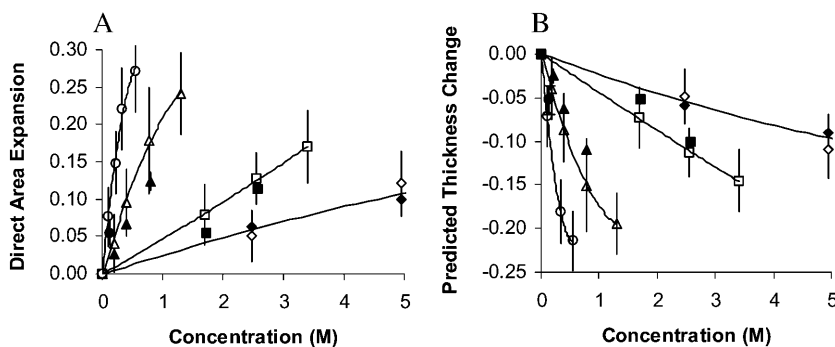 A
Direct Area Expansion
0.30
0.25
0.20
0.15
0.10
0.05
0.00
0 1 2 3 4 5
Concentration (M)
B
Predicted Thickness Change
0.00
-0.05
-0.10
-0.15
-0.20
-0.25
0 1 2 3 4 5
Concentration (M)